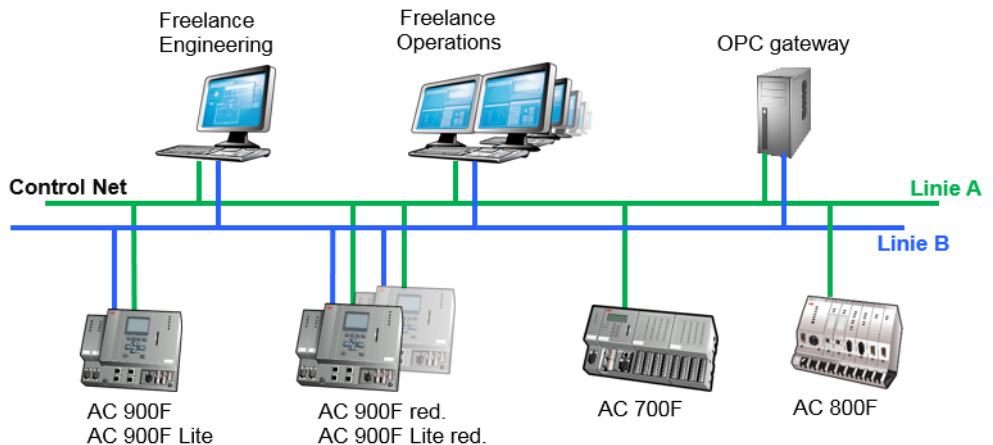 Freelance
Engineering
Freelance
Operations
OPC gateway
Control Net
Linie A
Linie B
AC 900F
AC 900F Lite
AC 900F red.
AC 900F Lite red.
AC 700F
AC 800F